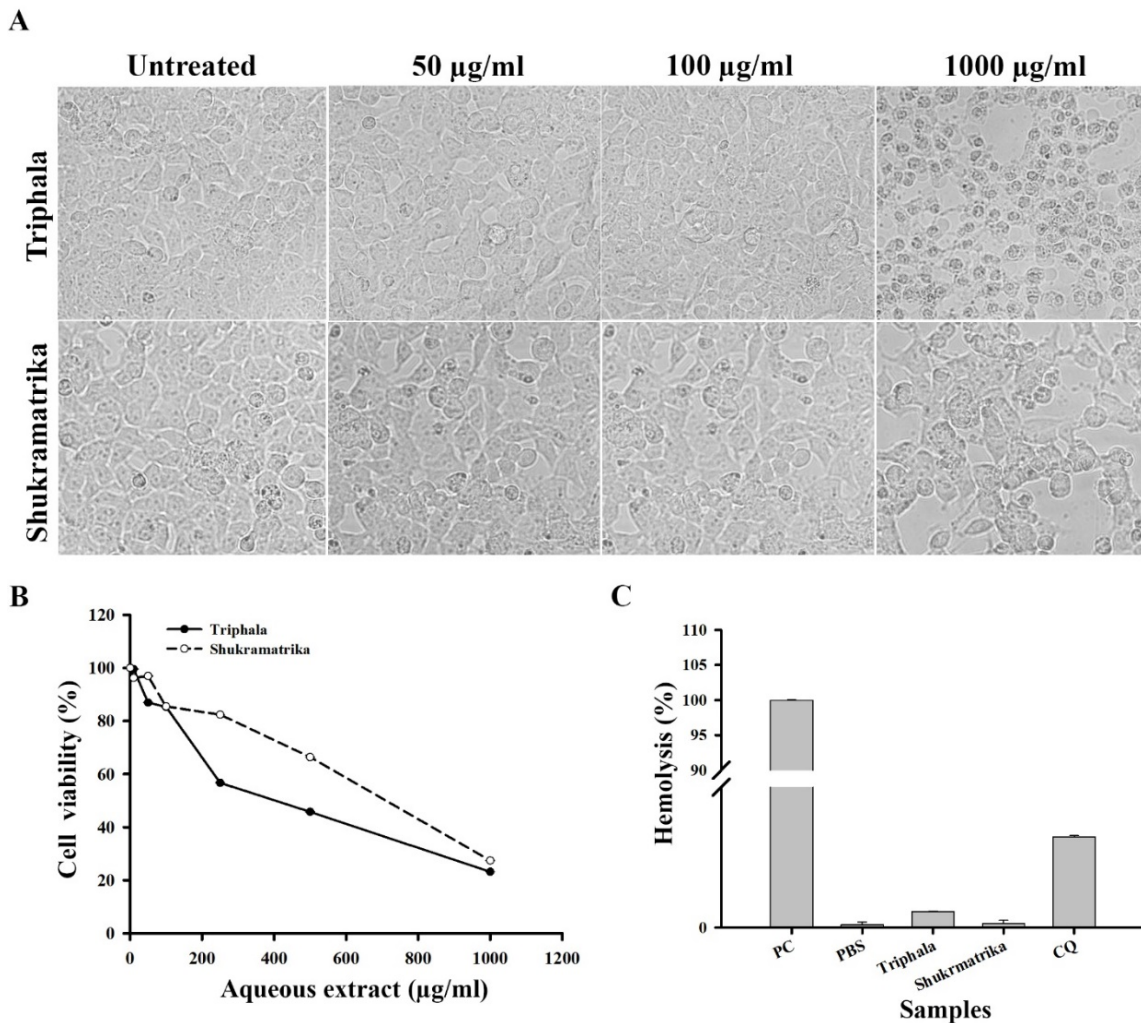 A
Untreated 50 µg/ml 100 µg/ml 1000 µg/ml
Triphala
Shukramatrika
B
120
100
80
60
40
20
0
0 200 400 600 800 1000 1200
Triphala
Shukramatrika
Cell viability (%)
Aqueous extract (µg/ml)
C
110
105
100
95
90
0
Hemolysis (%)
PC PBS Triphala Shukrmatrika CQ
Samples